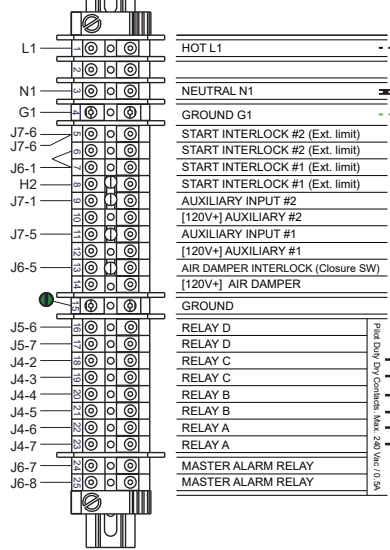 L1 1 HOT L1
2
N1 3 NEUTRAL N1
G1 4 GROUND G1
J7-6 5 START INTERLOCK #2 (Ext. limit)
J7-6 6 START INTERLOCK #2 (Ext. limit)
J6-1 7 START INTERLOCK #1 (Ext. limit)
H2 8 START INTERLOCK #1 (Ext. limit)
J7-1 9 AUXILIARY INPUT #2
10 [120V+] AUXILIARY #2
J7-5 11 AUXILIARY INPUT #1
12 [120V+] AUXILIARY #1
J6-5 13 AIR DAMPER INTERLOCK (Closure SW)
14 [120V+] AIR DAMPER
15 GROUND
J5-6 16 RELAY D
J5-7 17 RELAY D
J4-2 18 RELAY C
J4-3 19 RELAY C
J4-4 20 RELAY B
J4-5 21 RELAY B
J4-6 22 RELAY A
J4-7 23 RELAY A
J6-7 24 MASTER ALARM RELAY
J6-8 25 MASTER ALARM RELAY
Pilot Duty Dry Contacts. Max. 240 Vac / 0.5A